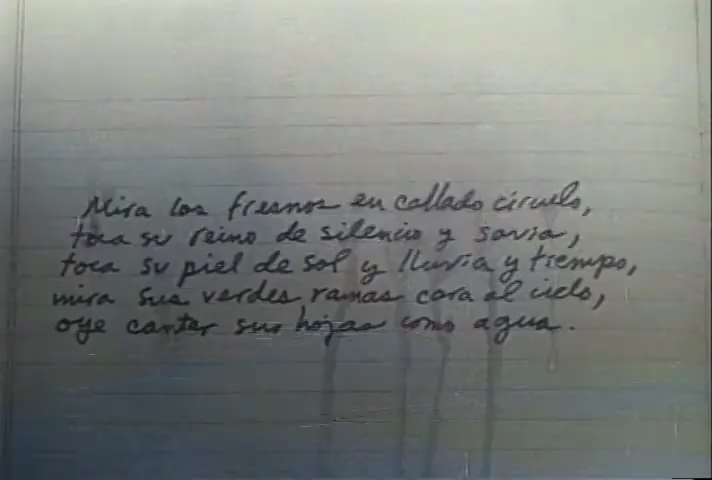 Mira los fresnos en callado círculo,
toca su reino de silencio y savia,
toca su piel de sol y lluvia y tiempo,
mira sus verdes ramas cara al cielo,
oye cantar sus hojas como agua.